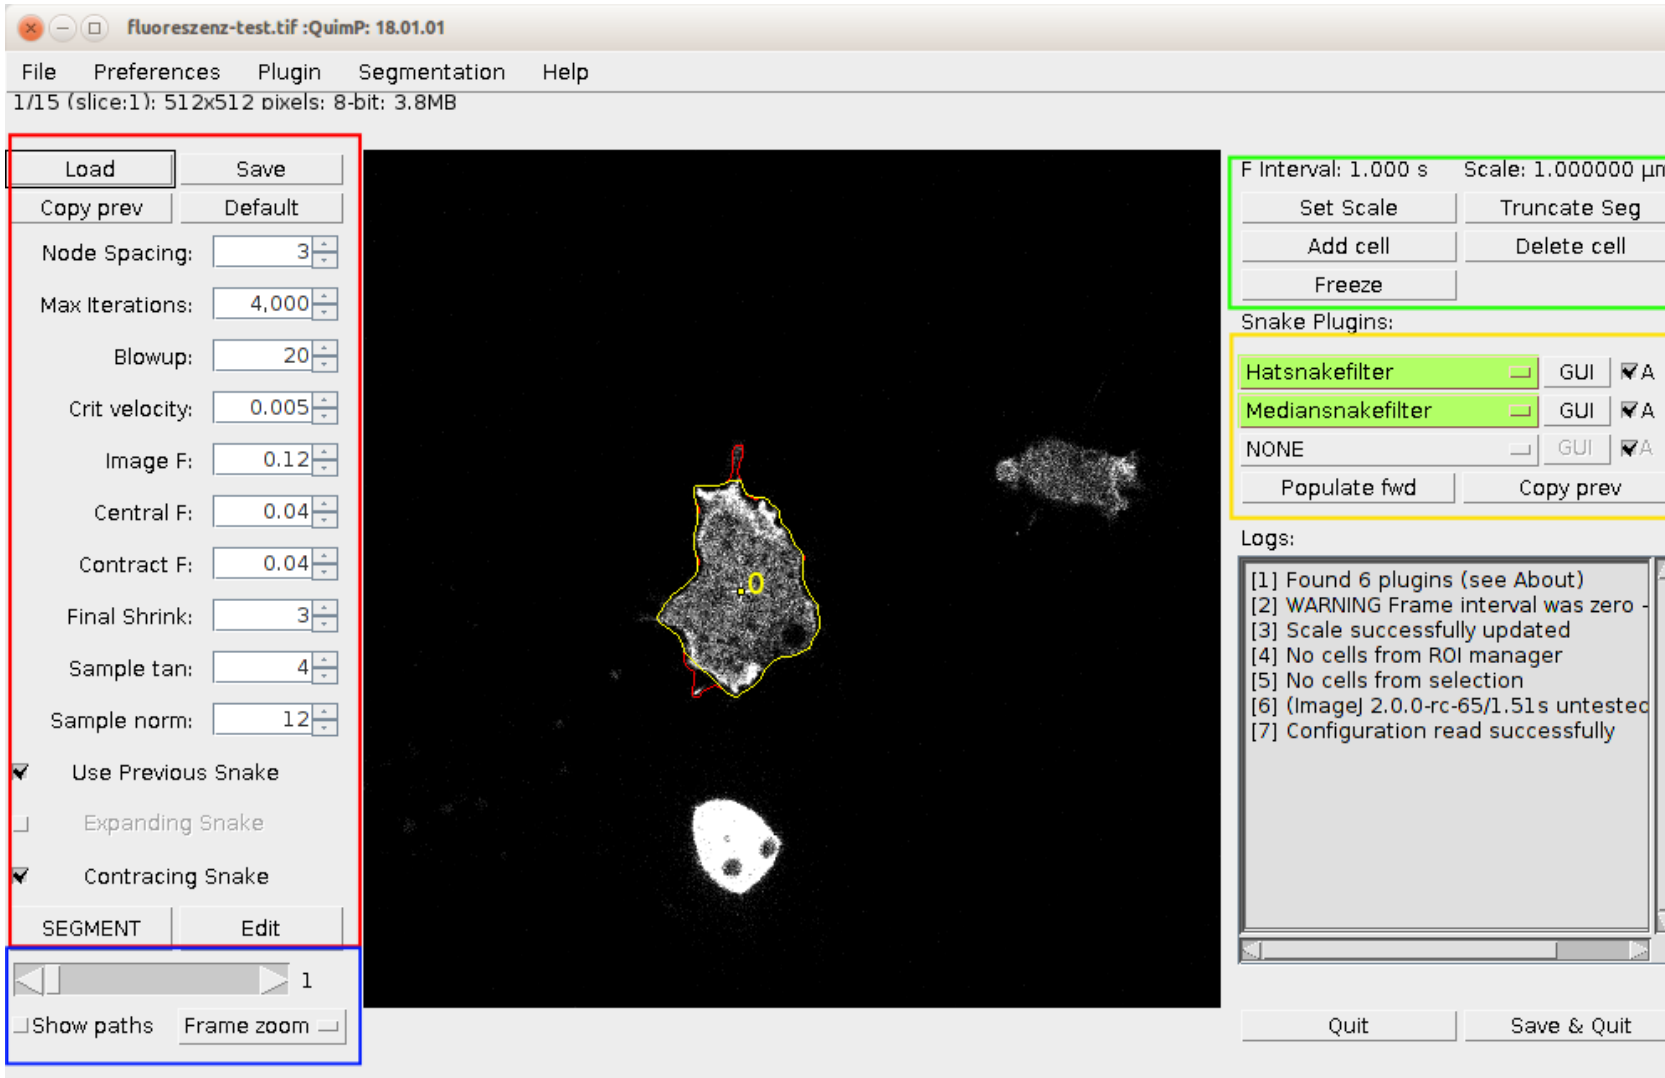 fluoreszenz-test.tif :QuimP: 18.01.01
File Preferences Plugin Segmentation Help
1/15 (slice:1): 512x512 pixels: 8-bit: 3.8MB
Load Save
Copy prev Default
Node Spacing: 3
Max Iterations: 4,000
Blowup: 20
Crit velocity: 0.005
Image F: 0.12
Central F: 0.04
Contract F: 0.04
Final Shrink: 3
Sample tan: 4
Sample norm: 12
Use Previous Snake
Expanding Snake
Contracing Snake
SEGMENT Edit
1
Show paths Frame zoom
0
F Interval: 1.000 s Scale: 1.000000 µm
Set Scale Truncate Seg
Add cell Delete cell
Freeze
Snake Plugins:
Hatsnakefilter GUI A
Mediansnakefilter GUI A
NONE GUI A
Populate fwd Copy prev
Logs:
[1] Found 6 plugins (see About)
[2] WARNING Frame interval was zero -
[3] Scale successfully updated
[4] No cells from ROI manager
[5] No cells from selection
[6] (ImageJ 2.0.0-rc-65/1.51s untested
[7] Configuration read successfully
Quit Save & Quit